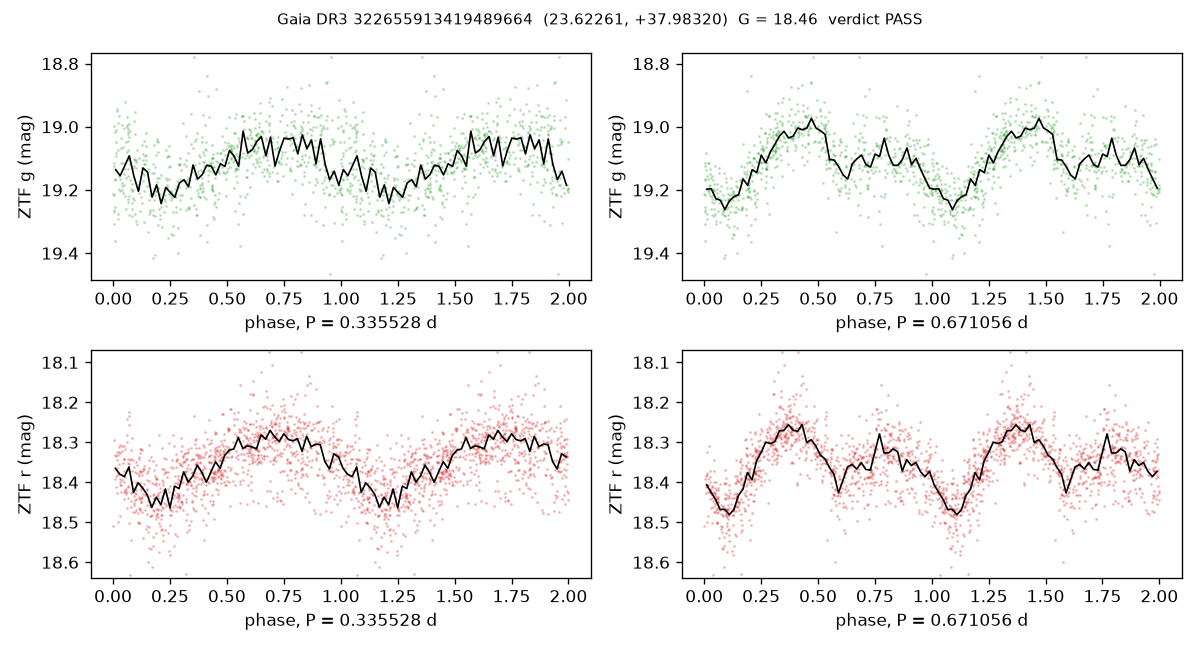 Gaia DR3 322655913419489664 (23.62261, +37.98320) G = 18.46 verdict PASS
ZTF g (mag)
18.8
19.0
19.2
19.4
0.00 0.25 0.50 0.75 1.00 1.25 1.50 1.75 2.00
phase, P = 0.335528 d
ZTF g (mag)
18.8
19.0
19.2
19.4
0.00 0.25 0.50 0.75 1.00 1.25 1.50 1.75 2.00
phase, P = 0.671056 d
ZTF r (mag)
18.1
18.2
18.3
18.4
18.5
18.6
0.00 0.25 0.50 0.75 1.00 1.25 1.50 1.75 2.00
phase, P = 0.335528 d
ZTF r (mag)
18.1
18.2
18.3
18.4
18.5
18.6
0.00 0.25 0.50 0.75 1.00 1.25 1.50 1.75 2.00
phase, P = 0.671056 d